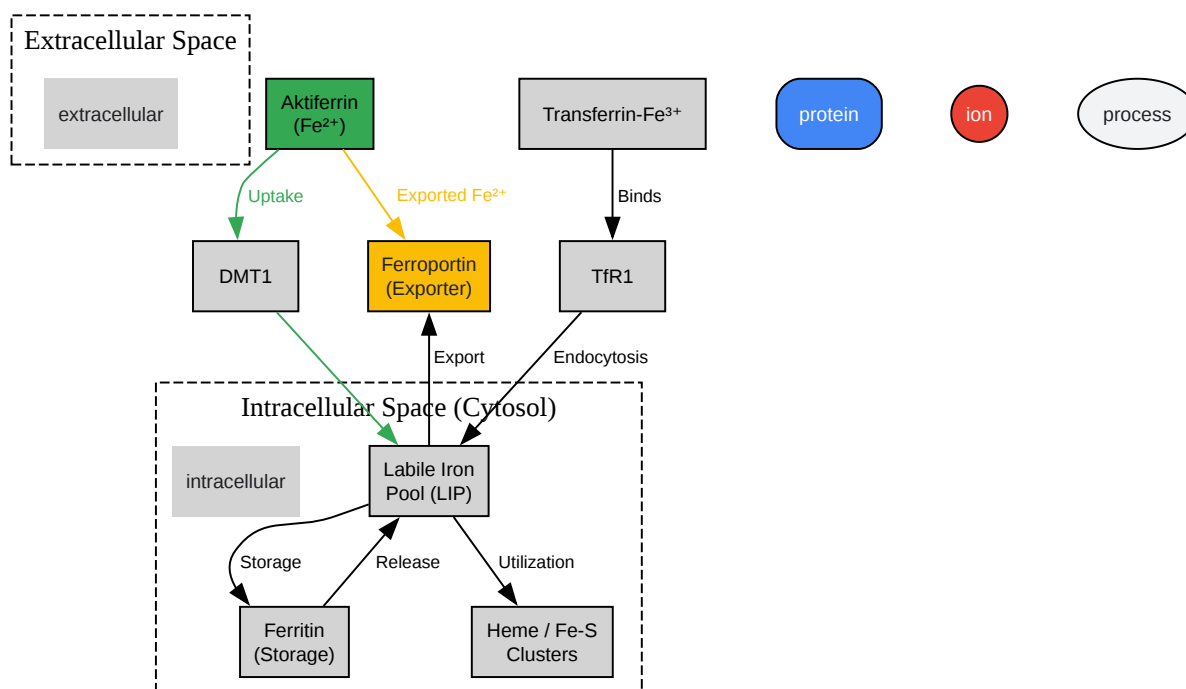 Extracellular Space
extracellular
Aktiferrin
(Fe²⁺)
Transferrin-Fe³⁺
protein
ion
process
Uptake
Exported Fe²⁺
Binds
DMT1
Ferroportin
(Exporter)
TfR1
Export
Endocytosis
Intracellular Space (Cytosol)
intracellular
Labile Iron
Pool (LIP)
Storage
Release
Utilization
Ferritin
(Storage)
Heme / Fe-S
Clusters